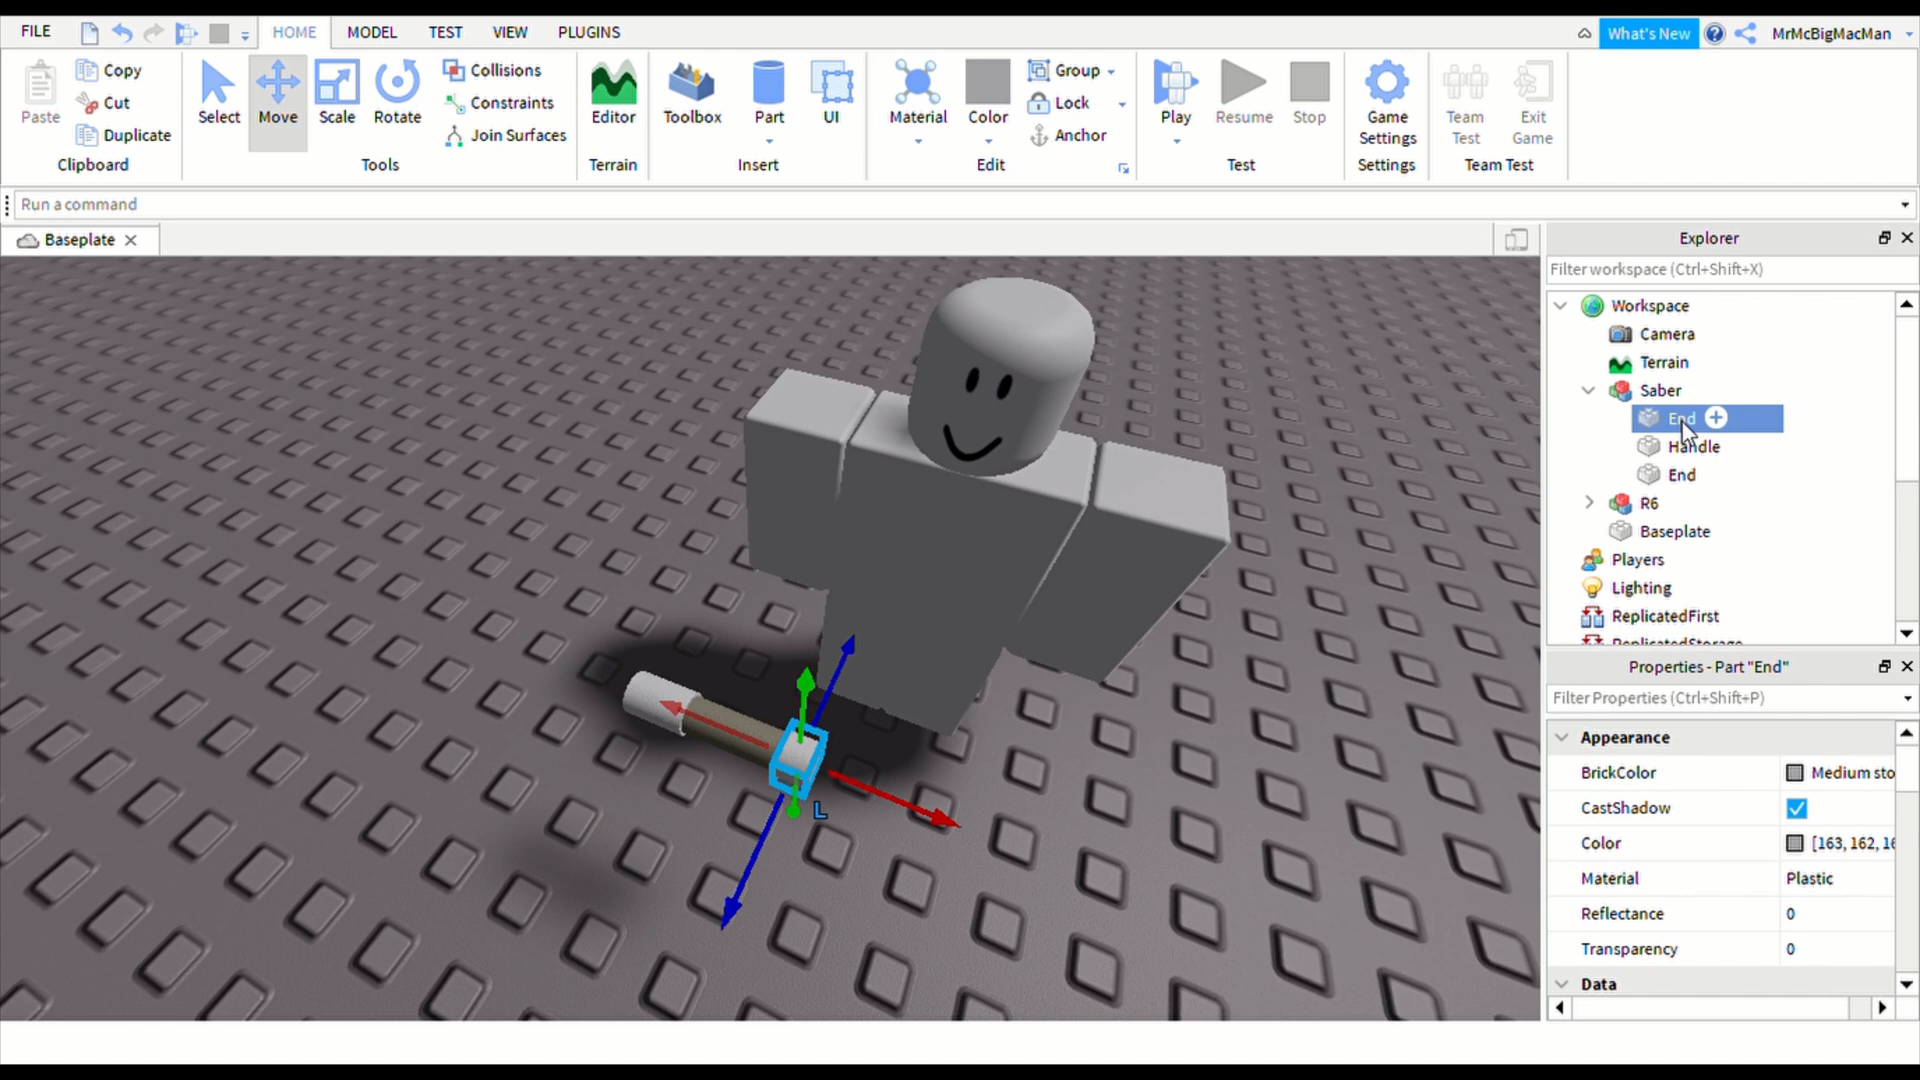 FILE HOME MODEL TEST VIEW PLUGINS What's New MrMcBigMacMan
Paste Copy Cut Duplicate
Clipboard
Select Move Scale Rotate Collisions Constraints Join Surfaces
Tools
Editor
Terrain
Toolbox Part UI
Insert
Material Color Group Lock Anchor
Edit
Play Resume Stop
Test
Game Settings
Settings
Team Test Exit Game
Team Test
Run a command
Baseplate
L
Explorer
Filter workspace (Ctrl+Shift+X)
Workspace
Camera
Terrain
Saber
End
Handle
End
R6
Baseplate
Players
Lighting
ReplicatedFirst
ReplicatedStorage
Properties - Part "End"
Filter Properties (Ctrl+Shift+P)
Appearance
BrickColor Medium sto
CastShadow
Color [163, 162, 16
Material Plastic
Reflectance 0
Transparency 0
Data